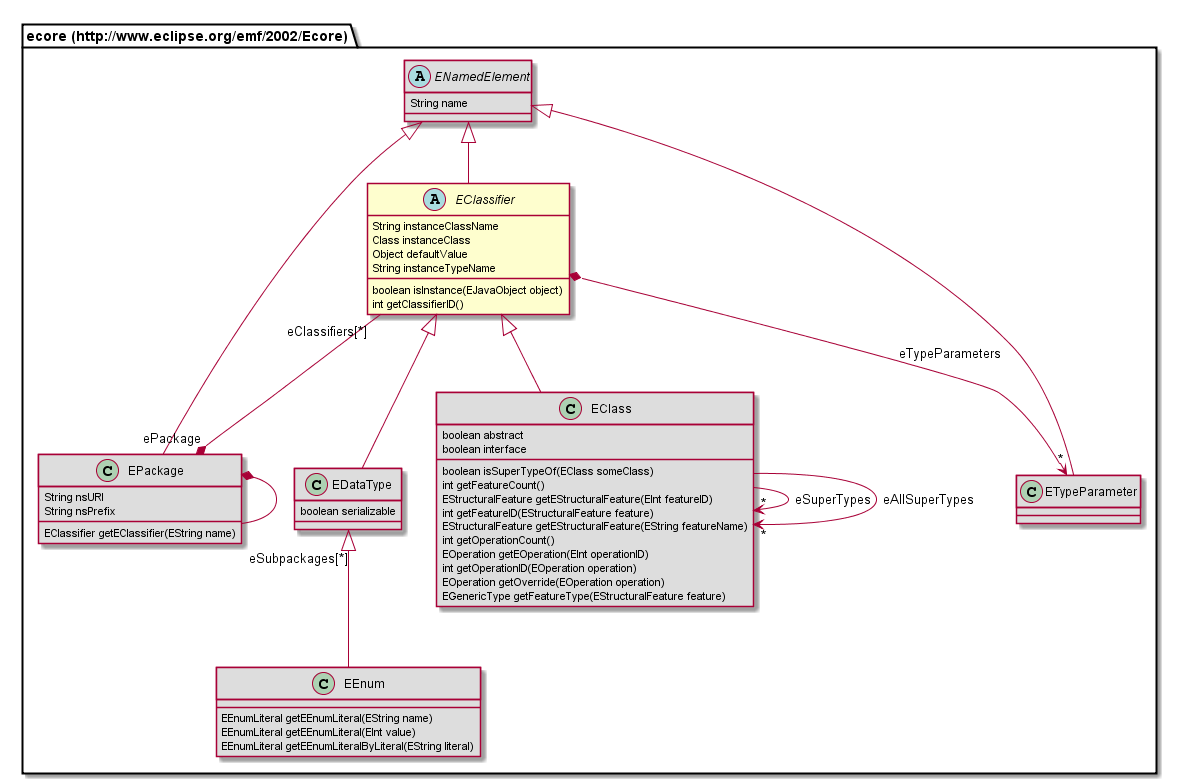 ecore (http://www.eclipse.org/emf/2002/Ecore)
A ENamedElement
String name
A EClassifier
String instanceClassName
Class instanceClass
Object defaultValue
String instanceTypeName
boolean isInstance(EJavaObject object)
int getClassifierID()
eClassifiers[*]
eTypeParameters
ePackage
*
C EPackage
String nsURI
String nsPrefix
EClassifier getEClassifier(EString name)
eSubpackages[*]
C EDataType
boolean serializable
C EClass
boolean abstract
boolean interface
boolean isSuperTypeOf(EClass someClass)
int getFeatureCount()
EStructuralFeature getEStructuralFeature(EInt featureID)
int getFeatureID(EStructuralFeature feature)
EStructuralFeature getEStructuralFeature(EString featureName)
int getOperationCount()
EOperation getEOperation(EInt operationID)
int getOperationID(EOperation operation)
EOperation getOverride(EOperation operation)
EGenericType getFeatureType(EStructuralFeature feature)
* eSuperTypes
eAllSuperTypes
*
C ETypeParameter
C EEnum
EEnumLiteral getEEnumLiteral(EString name)
EEnumLiteral getEEnumLiteral(EInt value)
EEnumLiteral getEEnumLiteralByLiteral(EString literal)